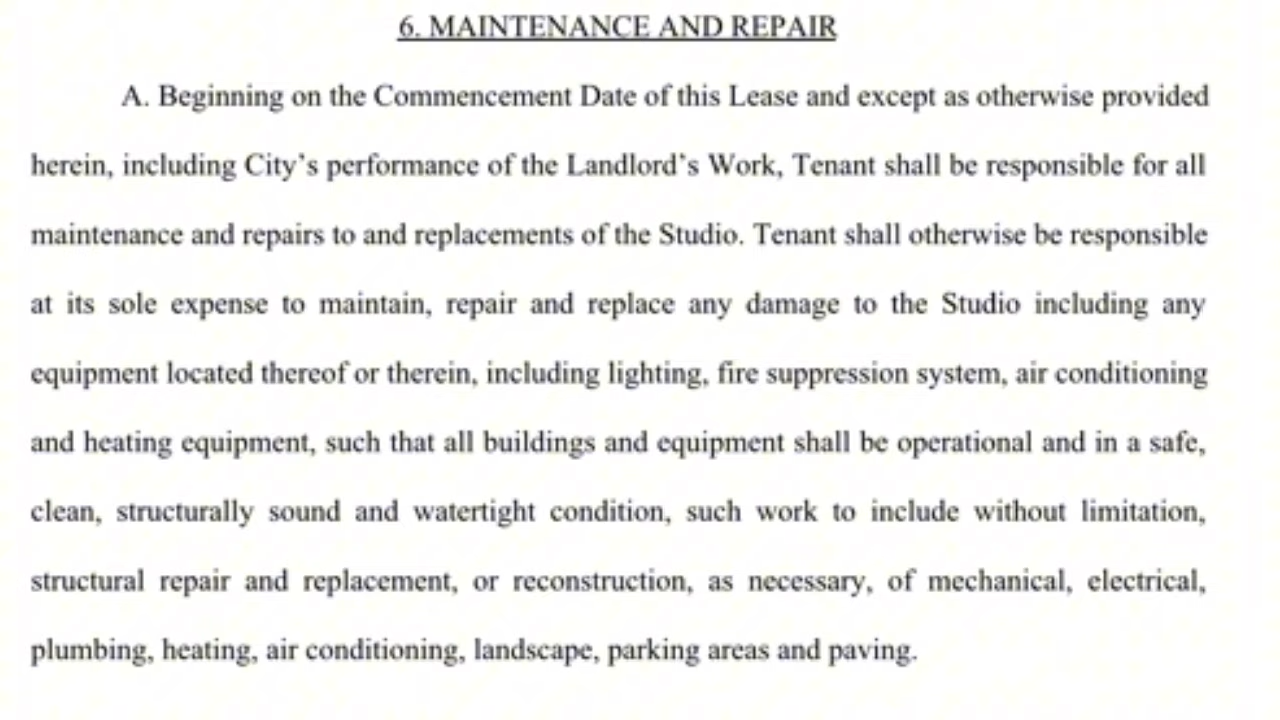 6. MAINTENANCE AND REPAIR
A. Beginning on the Commencement Date of this Lease and except as otherwise provided
herein, including City's performance of the Landlord's Work, Tenant shall be responsible for all
maintenance and repairs to and replacements of the Studio. Tenant shall otherwise be responsible
at its sole expense to maintain, repair and replace any damage to the Studio including any
equipment located thereof or therein, including lighting, fire suppression system, air conditioning
and heating equipment, such that all buildings and equipment shall be operational and in a safe,
clean, structurally sound and watertight condition, such work to include without limitation,
structural repair and replacement, or reconstruction, as necessary, of mechanical, electrical,
plumbing, heating, air conditioning, landscape, parking areas and paving.